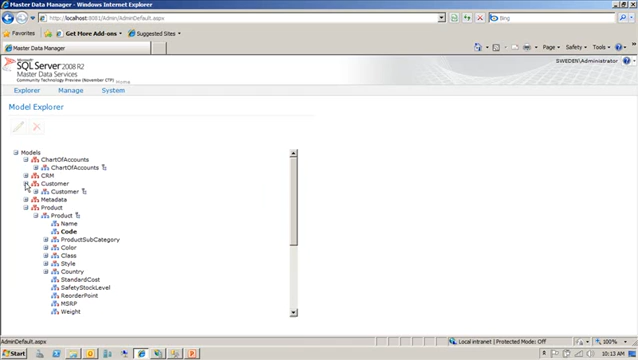 Master Data Manager - Windows Internet Explorer
http://localhost:8081/Admin/AdminDefault.aspx
Bing
Favorites
Get More Add-ons
Suggested Sites
Master Data Manager
Page
Safety
Tools
Microsoft
SQL Server 2008 R2
Master Data Services
Community Technology Preview (November CTP)
Home
SWEDEN\Administrator
Explorer
Manage
System
Model Explorer
Models
ChartOfAccounts
ChartOfAccounts
CRM
Customer
Customer
Metadata
Product
Product
Name
Code
ProductSubCategory
Color
Class
Style
Country
StandardCost
SafetyStockLevel
ReorderPoint
MSRP
Weight
AdminDefault.aspx
Local intranet | Protected Mode: Off
100%
Start
10:13 AM